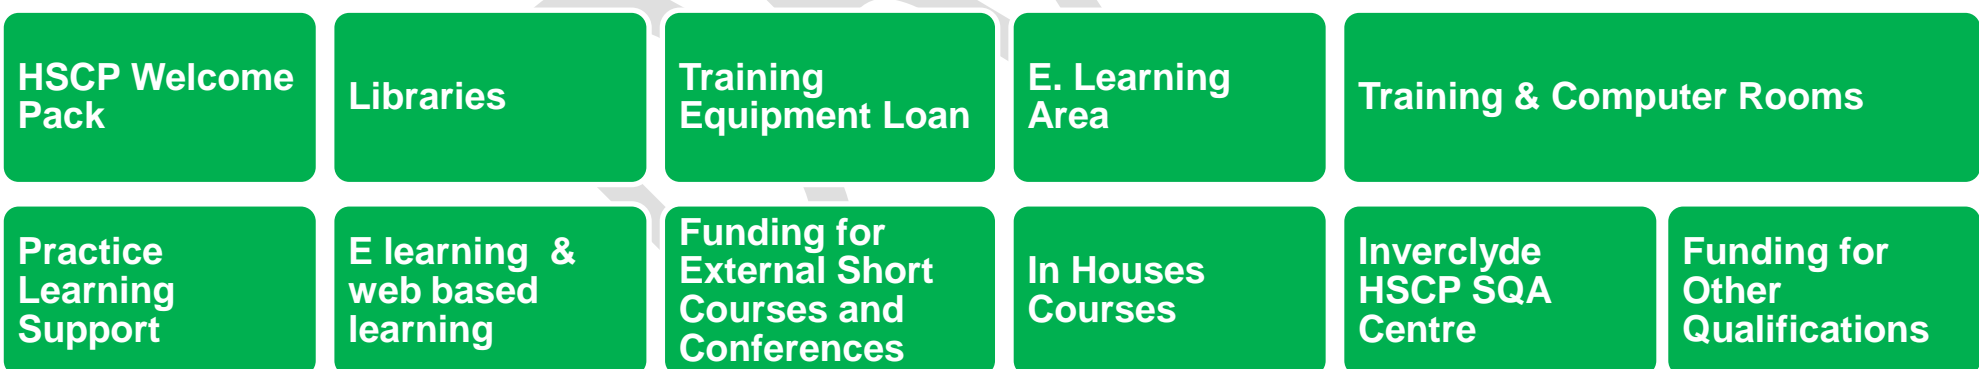 HSCP Welcome
Pack
Libraries
Training
Equipment Loan
E. Learning
Area
Training & Computer Rooms
Practice
Learning
Support
E learning  &
web based
learning
Funding for
External Short
Courses and
Conferences
In Houses
Courses
Inverclyde
HSCP SQA
Centre
Funding for
Other
Qualifications